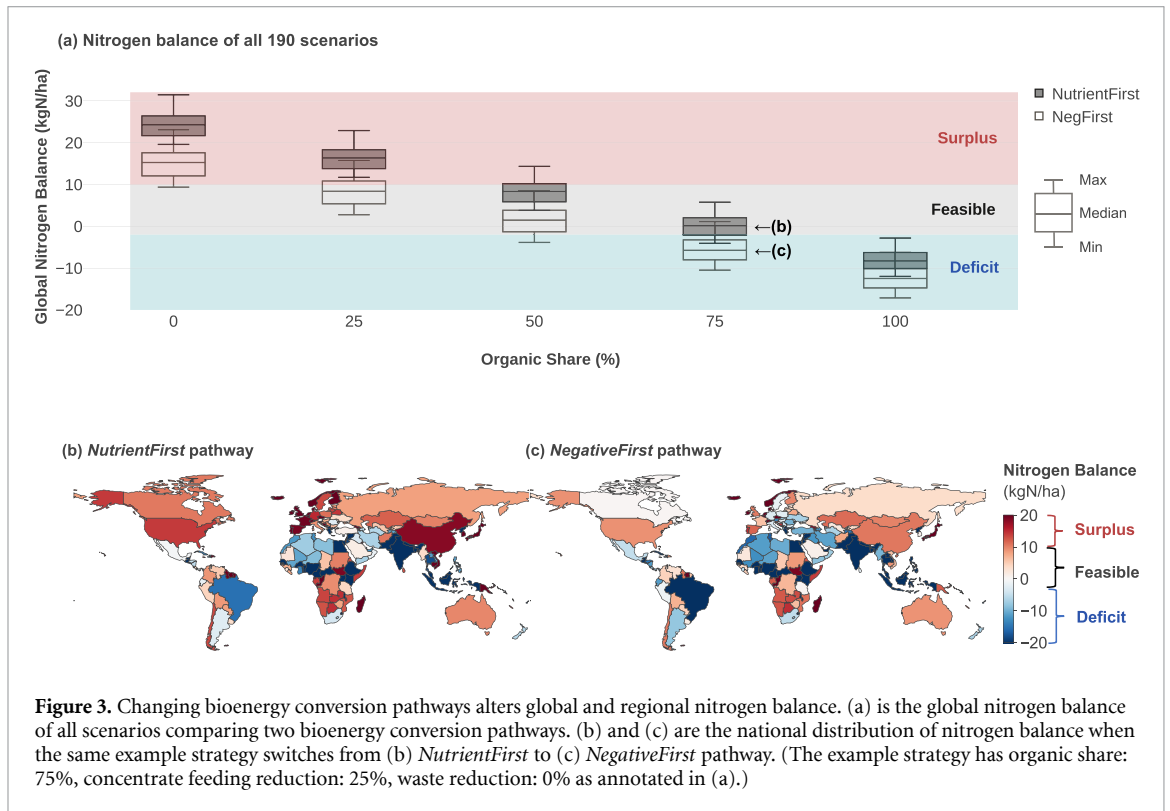 (a) Nitrogen balance of all 190 scenarios
Global Nitrogen Balance (kgN/ha)
30
20
10
0
−10
−20
Surplus
Feasible
Deficit
←(b)
←(c)
0
25
50
75
100
Organic Share (%)
NutrientFirst
NegFirst
Max
Median
Min
(b) NutrientFirst pathway
(c) NegativeFirst pathway
Nitrogen Balance
(kgN/ha)
20
10
0
−10
−20
Surplus
Feasible
Deficit
Figure 3. Changing bioenergy conversion pathways alters global and regional nitrogen balance. (a) is the global nitrogen balance
of all scenarios comparing two bioenergy conversion pathways. (b) and (c) are the national distribution of nitrogen balance when
the same example strategy switches from (b) NutrientFirst to (c) NegativeFirst pathway. (The example strategy has organic share:
75%, concentrate feeding reduction: 25%, waste reduction: 0% as annotated in (a).)